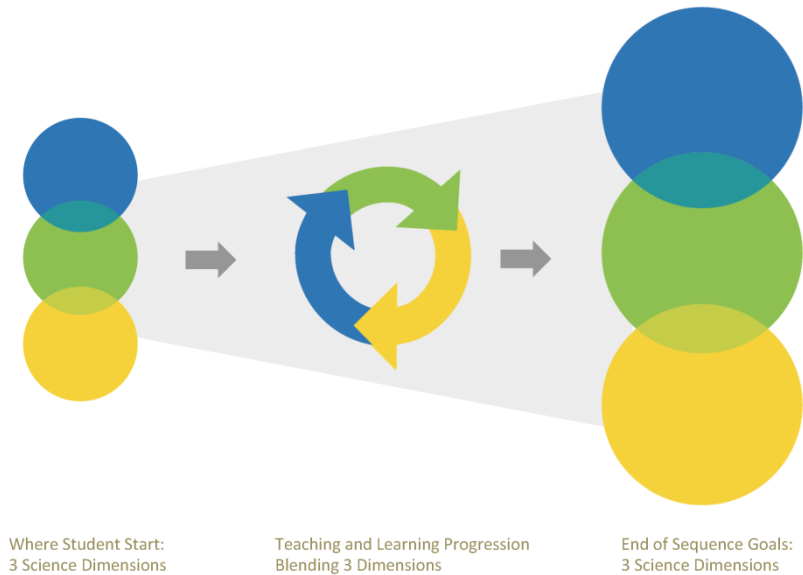 Where Student Start:
3 Science Dimensions
Teaching and Learning Progression
Blending 3 Dimensions
End of Sequence Goals:
3 Science Dimensions